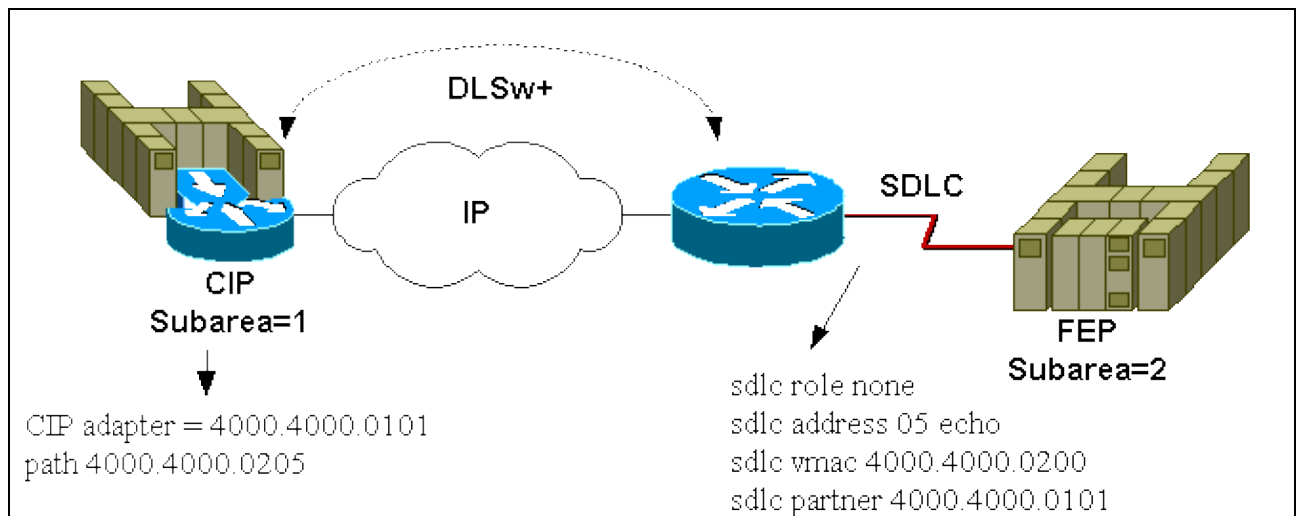 DLSw+
IP
SDLC
CIP
Subarea=1
FEP
Subarea=2
CIP adapter = 4000.4000.0101
path 4000.4000.0205
sdlc role none
sdlc address 05 echo
sdlc vmac 4000.4000.0200
sdlc partner 4000.4000.0101